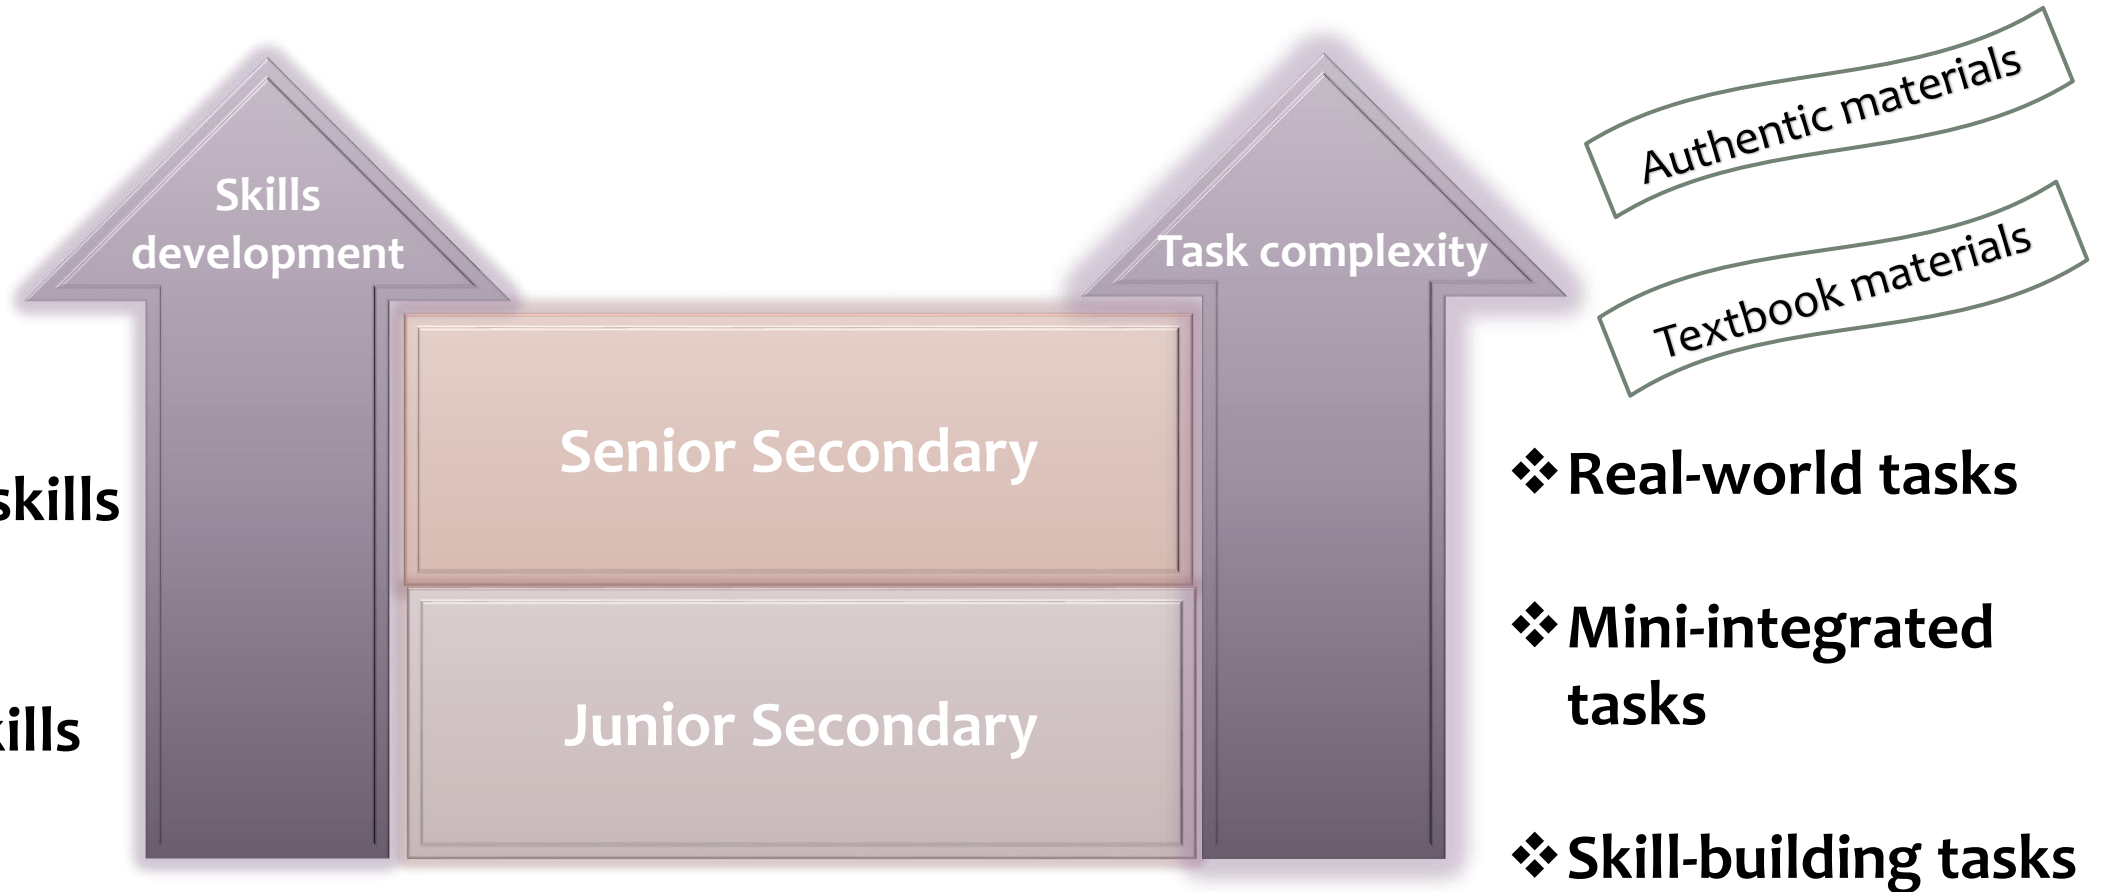 Skills
development
Task complexity
Authentic materials
Textbook materials
Senior Secondary
Junior Secondary
skills
❖Real-world tasks
❖Mini-integrated
tasks
❖Skill-building tasks